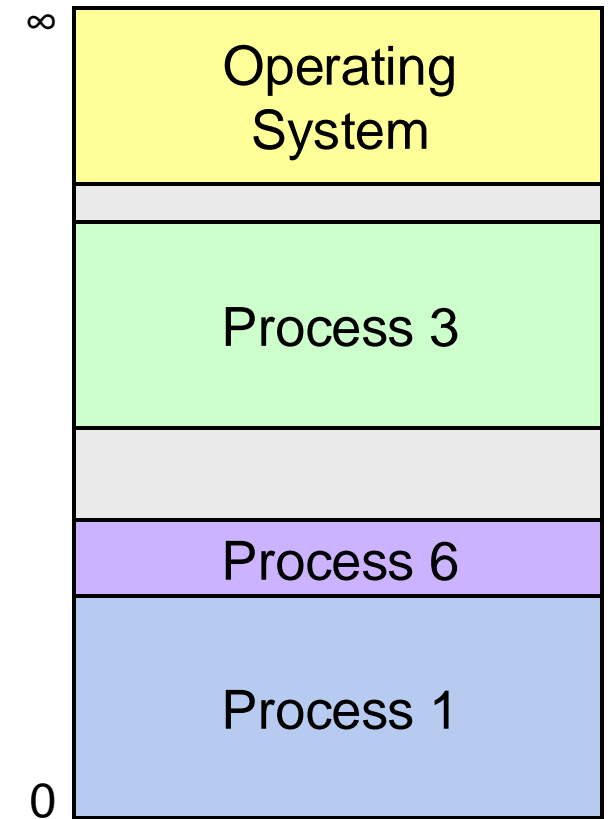 ∞
Operating
System
Process 3
Process 6
Process 1
0